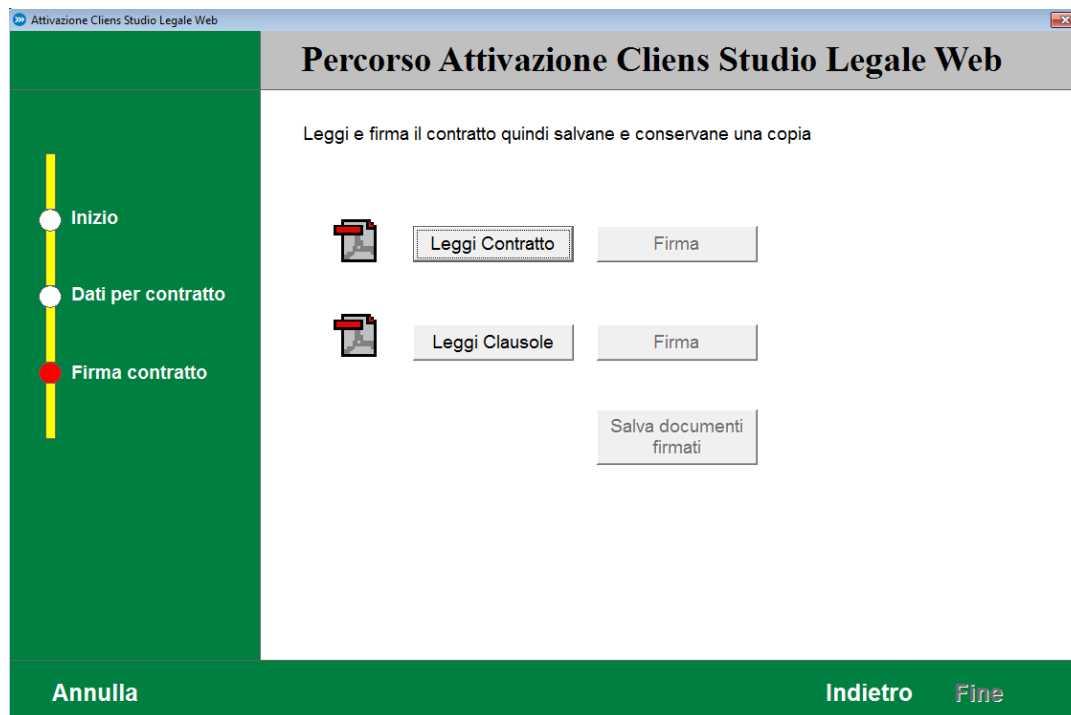 Attivazione Cliens Studio Legale Web
Percorso Attivazione Cliens Studio Legale Web
Leggi e firma il contratto quindi salvane e conservane una copia
Inizio
Dati per contratto
Firma contratto
Leggi Contratto
Firma
Leggi Clausole
Firma
Salva documenti
firmati
Annulla
Indietro
Fine